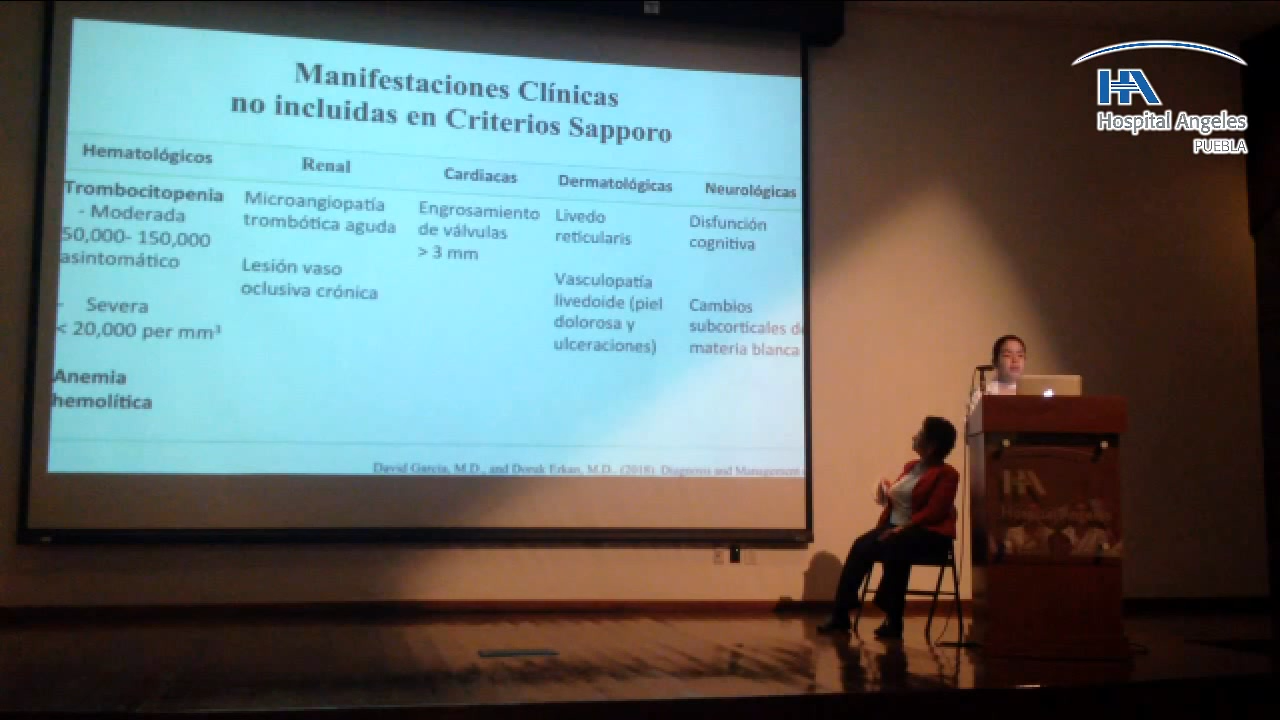 Manifestaciones Clínicas
no incluidas en Criterios Sapporo
Hematológicos
Renal
Cardiacas
Dermatológicas
Neurológicas
Trombocitopenia
- Moderada
50,000- 150,000
asintomático
- Severa
< 20,000 per mm³
Anemia
hemolítica
Microangiopatía
trombótica aguda
Lesión vaso
oclusiva crónica
Engrosamiento
de válvulas
> 3 mm
Livedo
reticularis
Vasculopatía
livedoide (piel
dolorosa y
ulceraciones)
Disfunción
cognitiva
Cambios
subcorticales de
materia blanca
David Garcia, M.D., and Doruk Erkan, M.D.. (2018). Diagnosis and Management
HA
Hospital Angeles
PUEBLA
HA